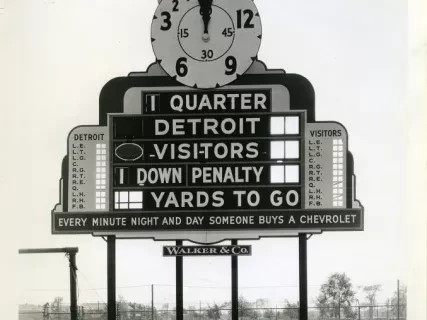 3 2 12
15 45
30
6 9
1 QUARTER
DETROIT
VISITORS
1 DOWN PENALTY
YARDS TO GO
DETROIT
L.E.
L.T.
L.G.
C.
R.G.
R.T.
R.E.
Q.
L.H.
R.H.
F.B.
VISITORS
L.E.
L.T.
L.G.
C.
R.G.
R.T.
R.E.
Q.
L.H.
R.H.
F.B.
EVERY MINUTE NIGHT AND DAY SOMEONE BUYS A CHEVROLET
WALKER & CO.